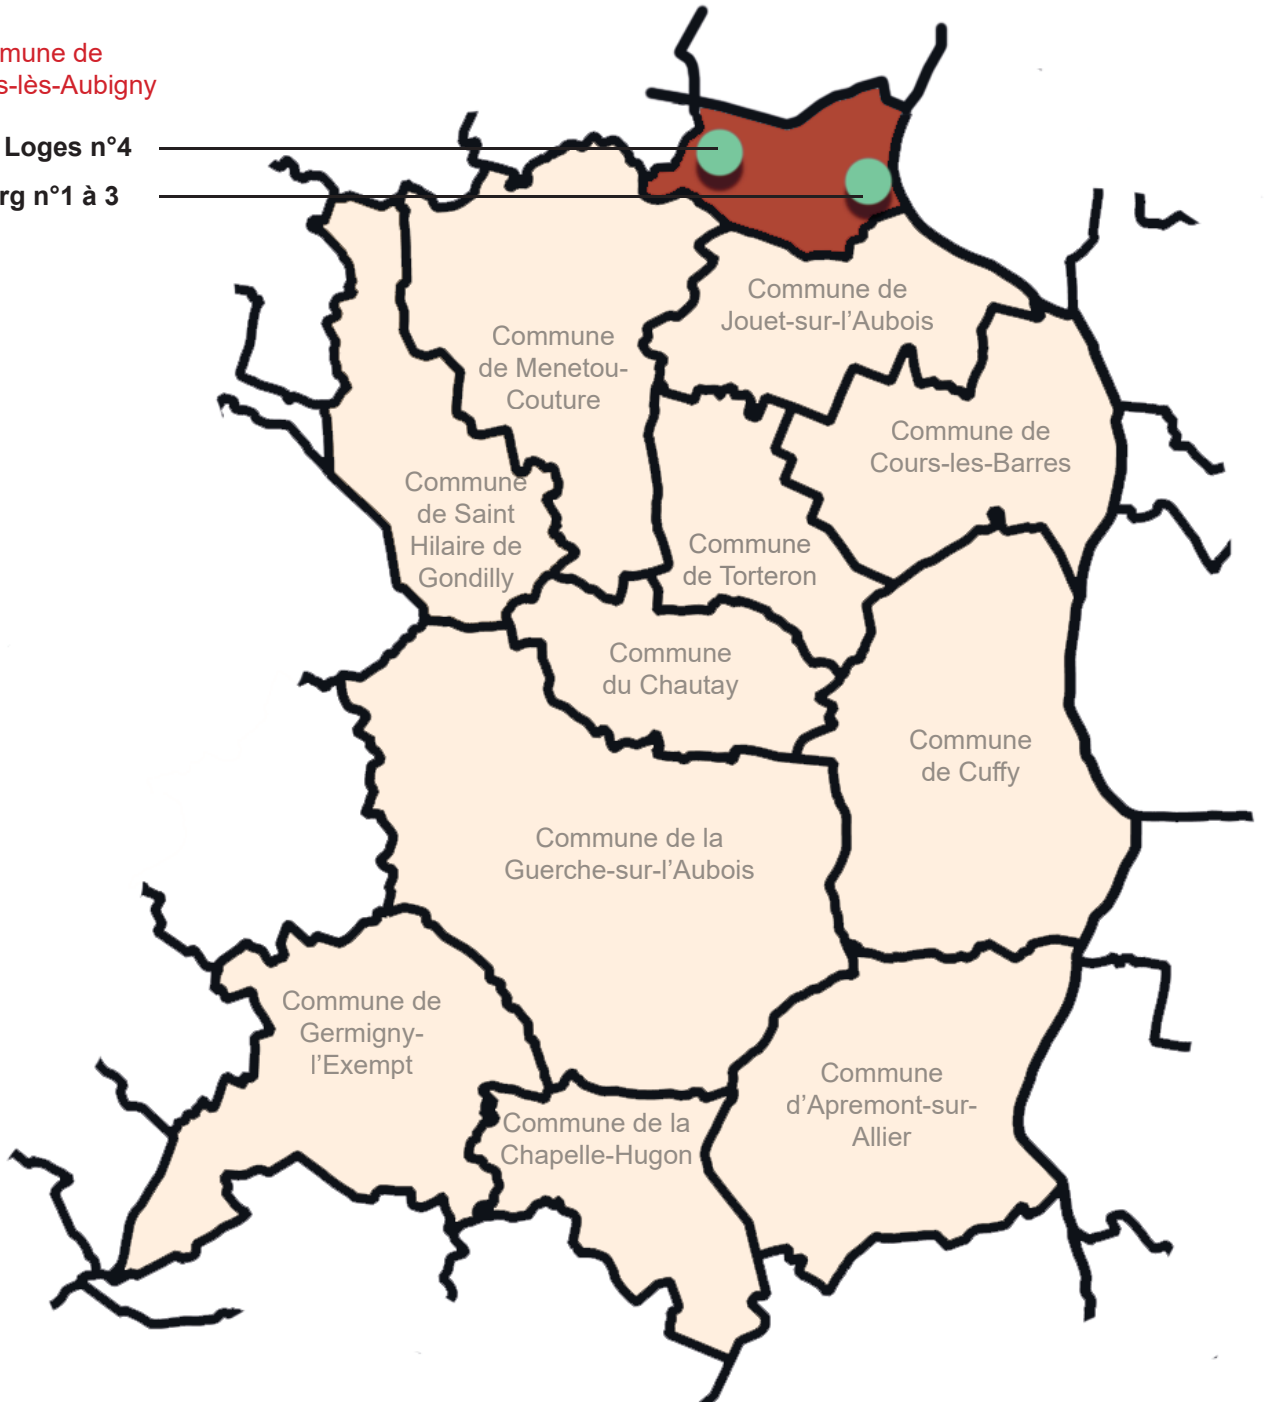 mune de
s-lès-Aubigny
Loges n°4
rg n°1 à 3
Commune de
Jouet-sur-l’Aubois
Commune
de Menetou-
Couture
Commune de
Cours-les-Barres
Commune
de Saint
Hilaire de
Gondilly
Commune
de Torteron
Commune
du Chautay
Commune
de Cuffy
Commune de la
Guerche-sur-l’Aubois
Commune de
Germigny-
l’Exempt
Commune
d’Apremont-sur-
Allier
Commune de la
Chapelle-Hugon